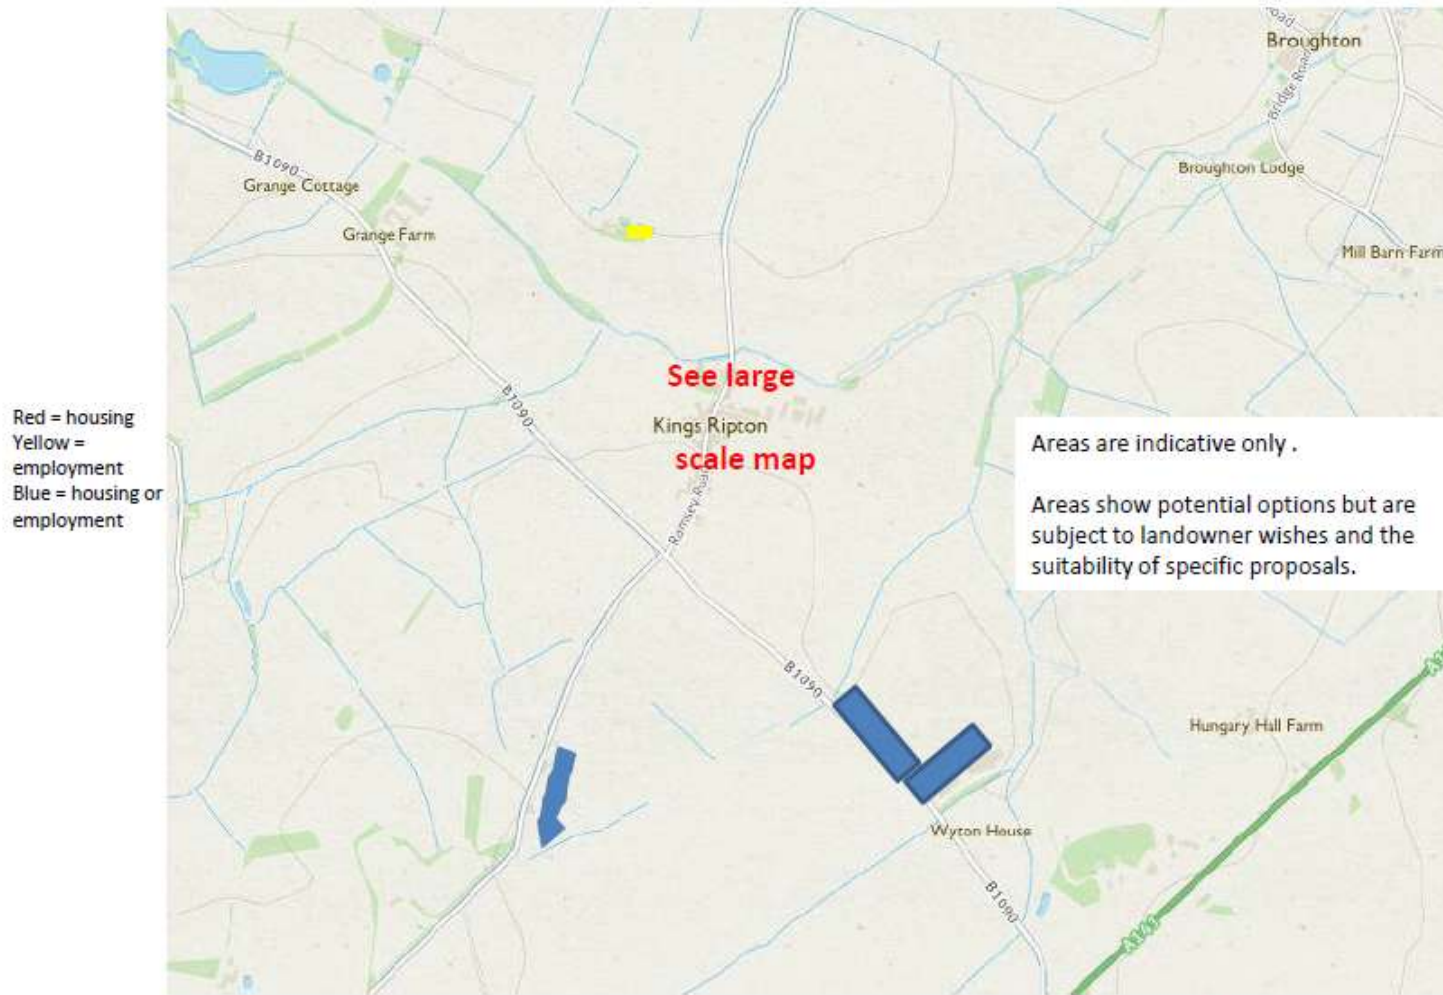 Road
Broughton
Bridge Road
B1090
Grange Cottage
Broughton Lodge
Grange Farm
Mill Barn Farm
See large
B1090
Red = housing
Yellow =
employment
Blue = housing or
employment
Kings Ripton
scale map
Areas are indicative only .
Areas show potential options but are
subject to landowner wishes and the
suitability of specific proposals.
Ramsey Road
B1090
Hungary Hall Farm
Wyton House
B1090
A141